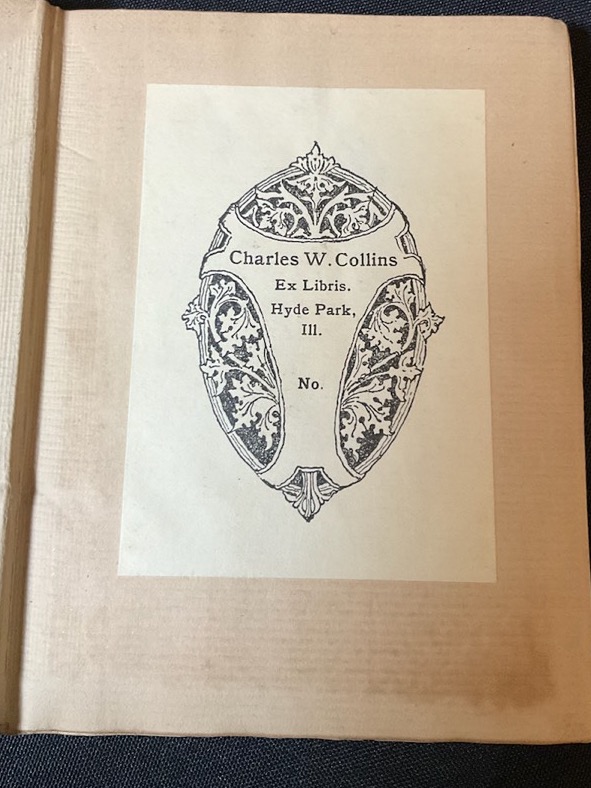 Charles W. Collins
Ex Libris.
Hyde Park,
Ill.
No.